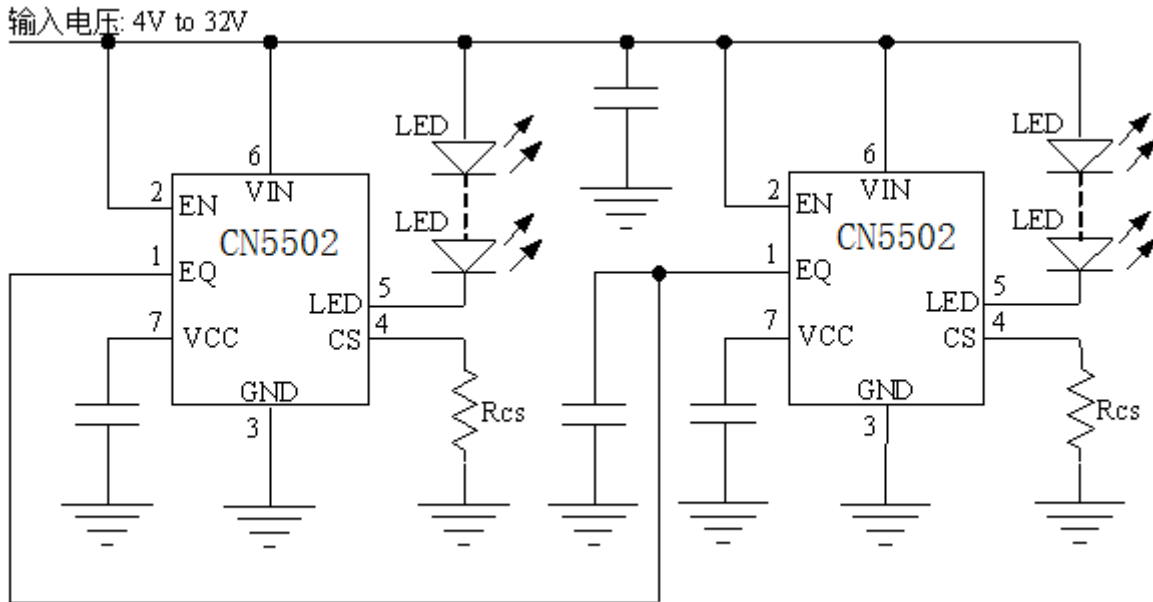 输入电压: 4V to 32V
LED
LED
6
VIN
2
EN
CN5502
LED
1
EQ
5
LED
7
VCC
4
CS
GND
3
Rcs
6
VIN
2
EN
CN5502
LED
1
EQ
5
LED
7
VCC
4
CS
GND
3
Rcs